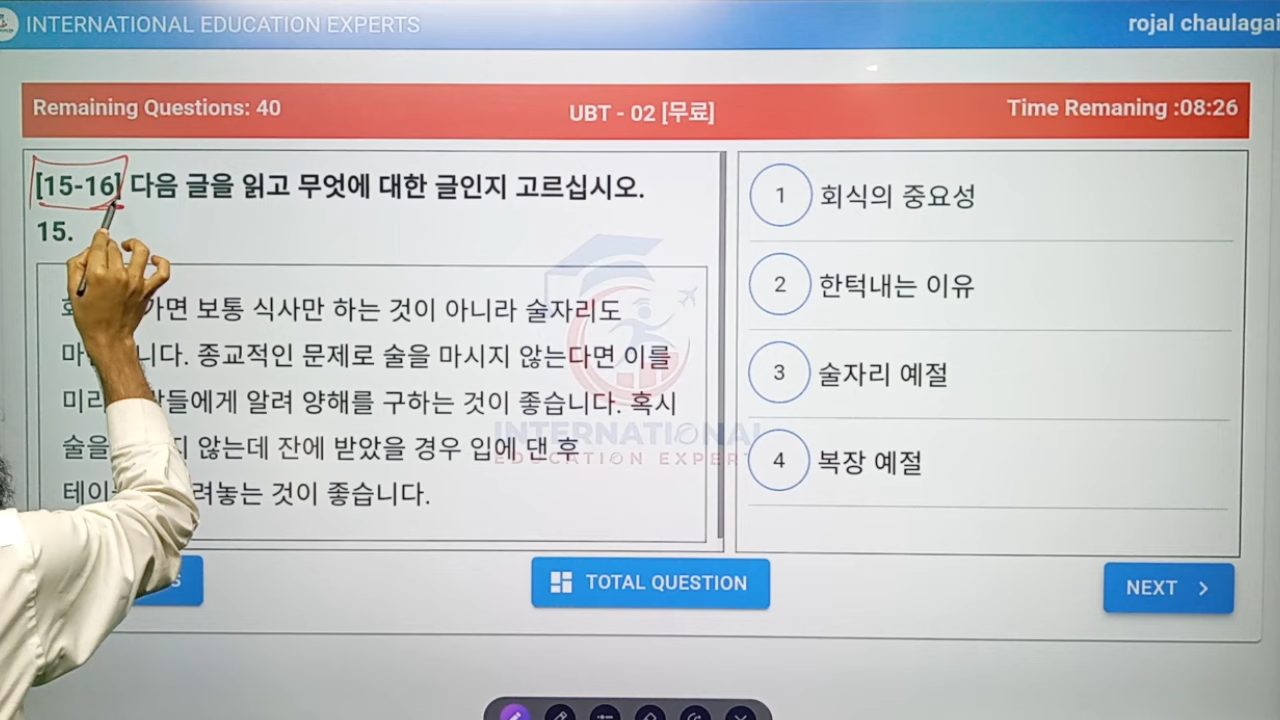 INTERNATIONAL EDUCATION EXPERTS
rojal chaulagai
Remaining Questions: 40
UBT - 02 [무료]
Time Remaning :08:26
[15-16] 다음 글을 읽고 무엇에 대한 글인지 고르십시오.
15.
가면 보통 식사만 하는 것이 아니라 술자리도
니다. 종교적인 문제로 술을 마시지 않는다면 이를
미리 들에게 알려 양해를 구하는 것이 좋습니다. 혹시
술을 지 않는데 잔에 받았을 경우 입에 댄 후
테이 려놓는 것이 좋습니다.
1 회식의 중요성
2 한턱내는 이유
3 술자리 예절
4 복장 예절
INTERNATIONAL
EDUCATION EXPERT
TOTAL QUESTION
NEXT